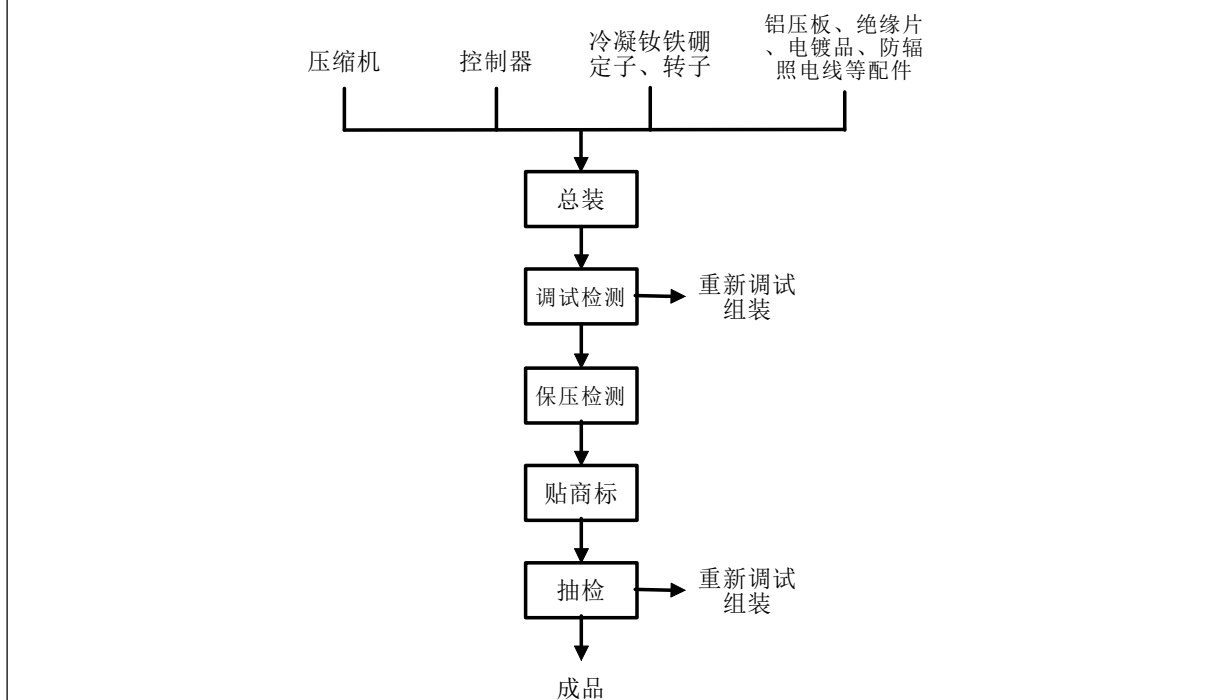 压缩机
控制器
冷凝钕铁硼
定子、转子
铝压板、绝缘片
、电镀品、防辐
照电线等配件
总装
调试检测
重新调试
组装
保压检测
贴商标
抽检
重新调试
组装
成品